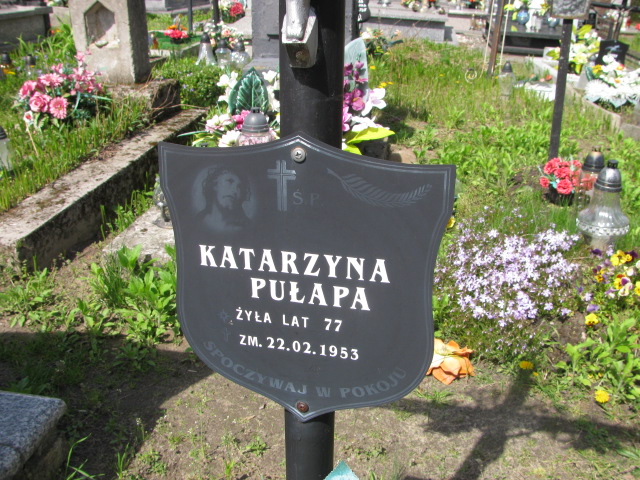 Ś.P.
KATARZYNA
PUŁAPA
ŻYŁA LAT 77
ZM. 22.02.1953
SPOCZYWAJ W POKOJU